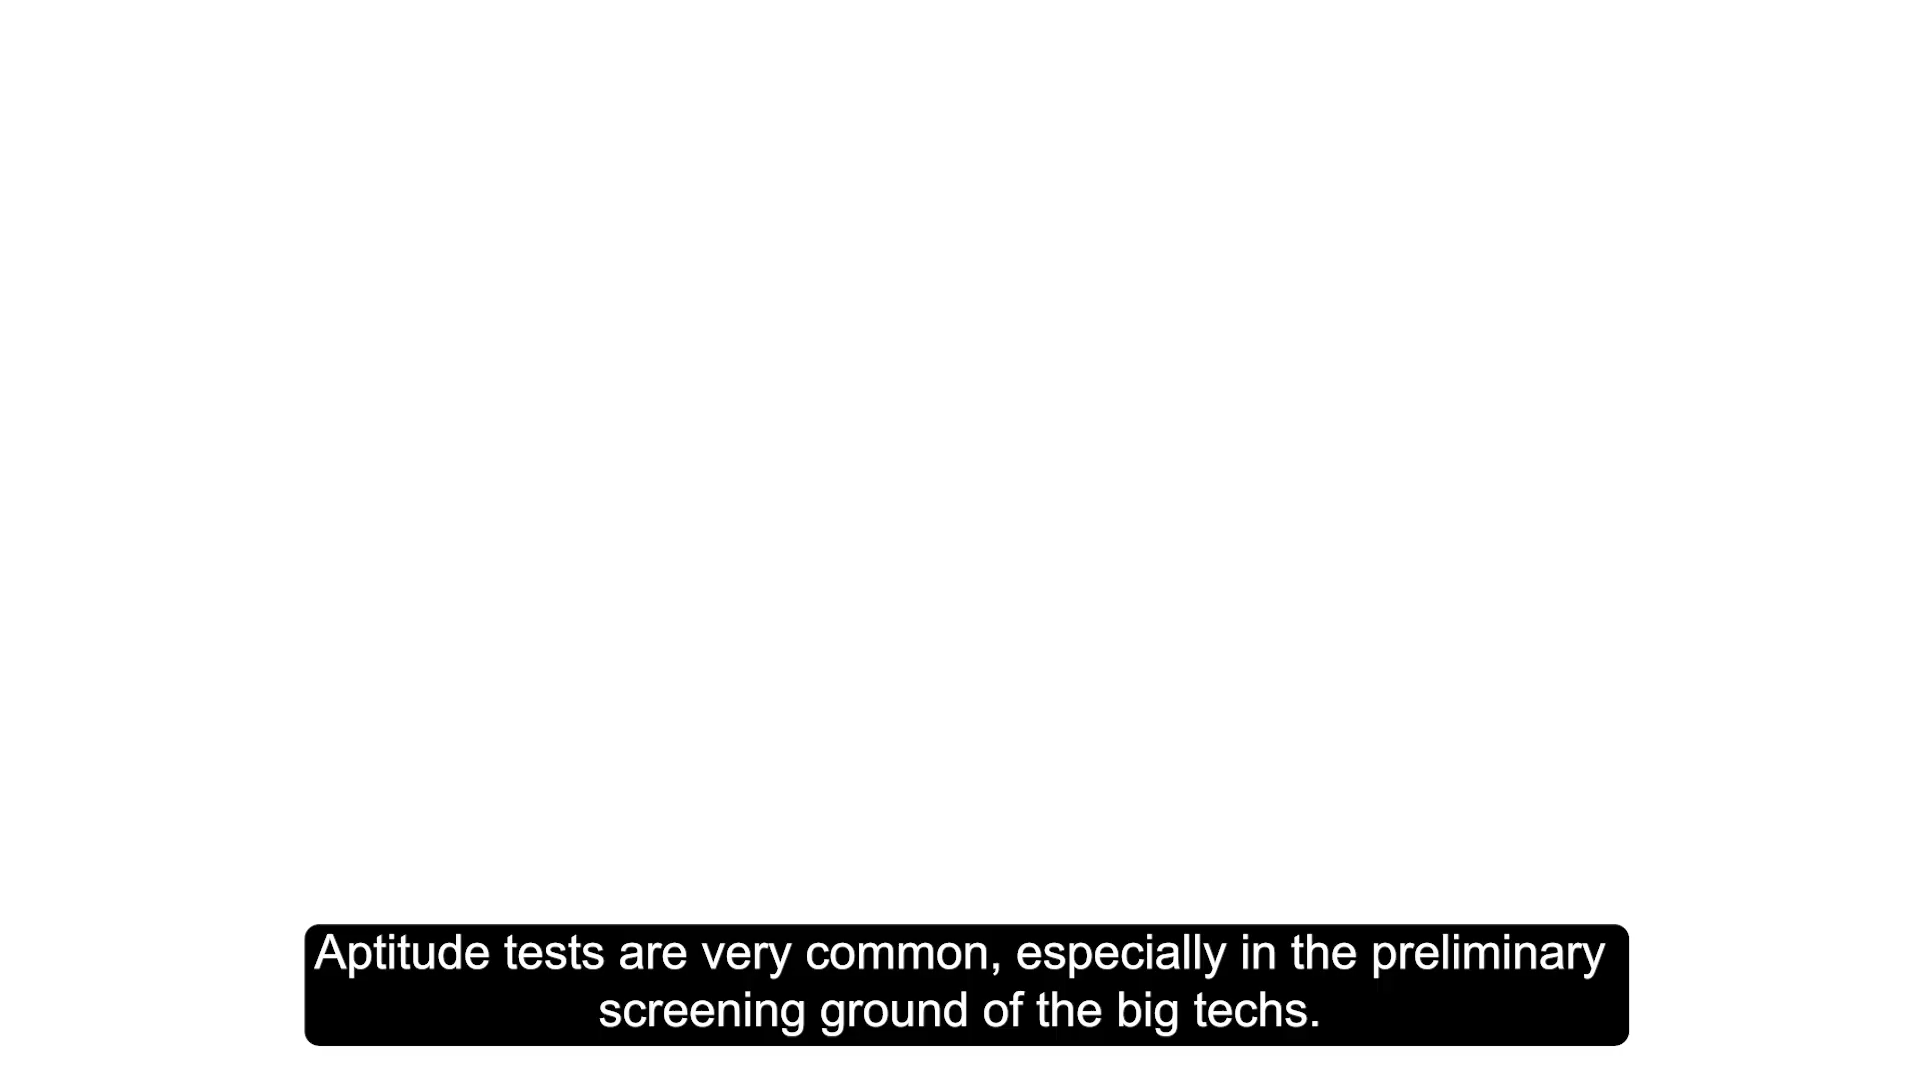 Aptitude tests are very common, especially in the preliminary
screening ground of the big techs.